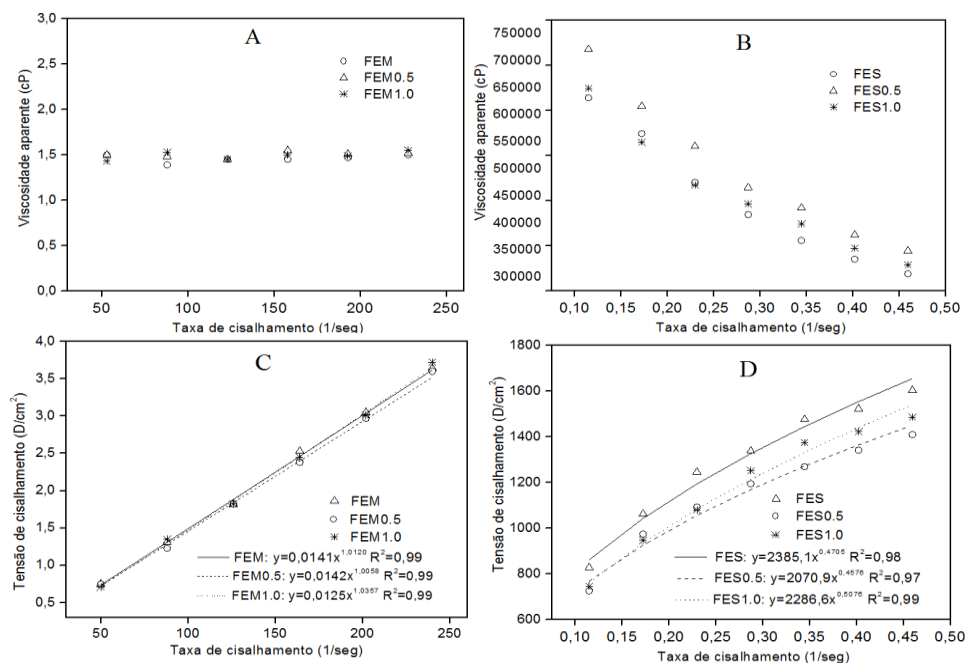 A
Viscosidade aparente (cP)
3,0
2,5
2,0
1,5
1,0
0,5
0,0
FEM
FEM0.5
FEM1.0
50
100
150
200
250
Taxa de cisalhamento (1/seg)
B
Viscosidade aparente (cP)
750000
700000
650000
600000
550000
500000
450000
400000
350000
300000
FES
FES0.5
FES1.0
0,10
0,15
0,20
0,25
0,30
0,35
0,40
0,45
0,50
Taxa de cisalhamento (1/seg)
C
Tensão de cisalhamento (D/cm²)
4,0
3,5
3,0
2,5
2,0
1,5
1,0
0,5
FEM
FEM0.5
FEM1.0
FEM: y=0,0141x^1,0120 R²=0,99
FEM0.5: y=0,0142x^1,0058 R²=0,99
FEM1.0: y=0,0125x^1,0367 R²=0,99
50
100
150
200
250
Taxa de cisalhamento (1/seg)
D
Tensão de cisalhamento (D/cm²)
1800
1600
1400
1200
1000
800
600
FES
FES0.5
FES1.0
FES: y=2385,1x^0,4705 R²=0,98
FES0.5: y=2070,9x^0,4576 R²=0,97
FES1.0: y=2286,6x^0,5076 R²=0,99
0,10
0,15
0,20
0,25
0,30
0,35
0,40
0,45
0,50
Taxa de cisalhamento (1/seg)